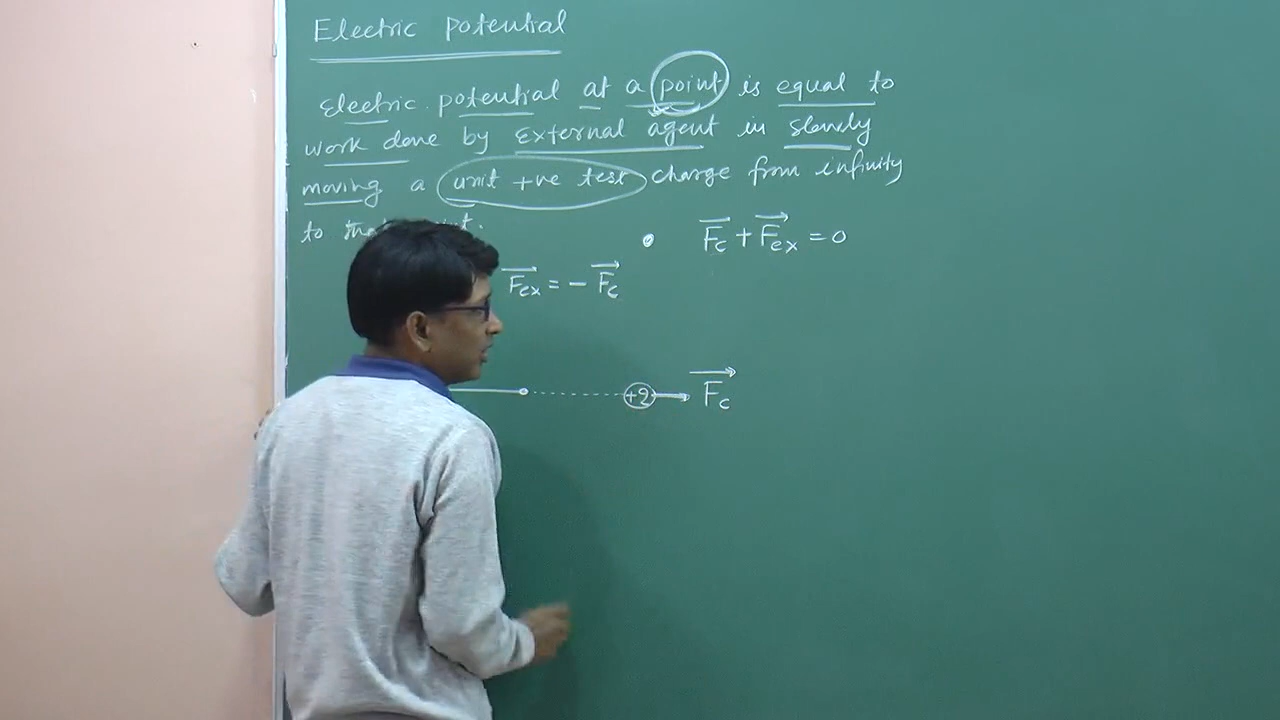 Electric potential
Electric potential at a point is equal to
work done by external agent in slowly
moving a unit +ve test charge from infinity
to
F⃗c + F⃗ex = 0
F⃗ex = − F⃗c
+q F⃗c